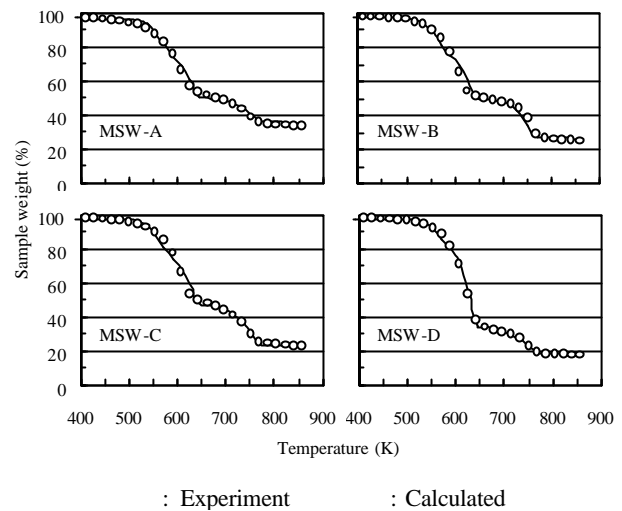 100
80
60
40
20
0
MSW-A
MSW-B
Sample weight (%)
100
80
60
40
20
0
MSW-C
MSW-D
400 500 600 700 800 900 400 500 600 700 800 900
Temperature (K)
: Experiment : Calculated